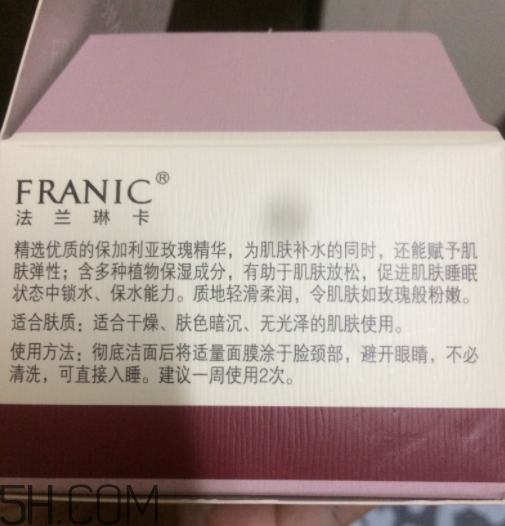 FRANIC®
法兰琳卡
精选优质的保加利亚玫瑰精华，为肌肤补水的同时，还能赋予肌
肤弹性；含多种植物保湿成分，有助于肌肤放松，促进肌肤睡眠
状态中锁水、保水能力。质地轻滑柔润，令肌肤如玫瑰般粉嫩。
适合肤质：适合干燥、肤色暗沉、无光泽的肌肤使用。
使用方法：彻底洁面后将适量面膜涂于脸颈部，避开眼睛，不必
清洗，可直接入睡。建议一周使用2次。
5H.COM